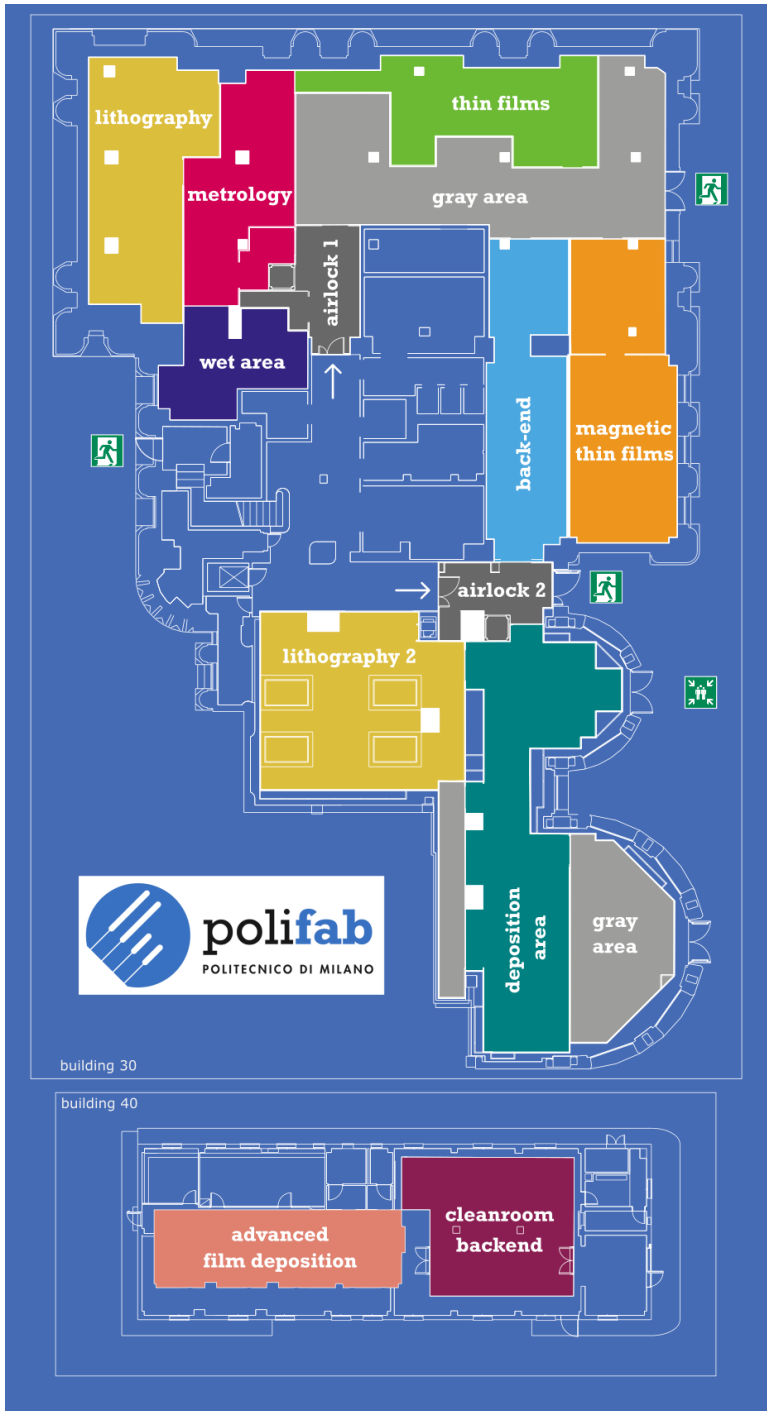 lithography
thin films
metrology
gray area
airlock 1
wet area
back-end
magnetic
thin films
airlock 2
lithography 2
deposition
area
gray
area
polifab
POLITECNICO DI MILANO
building 30
building 40
cleanroom
backend
advanced
film deposition